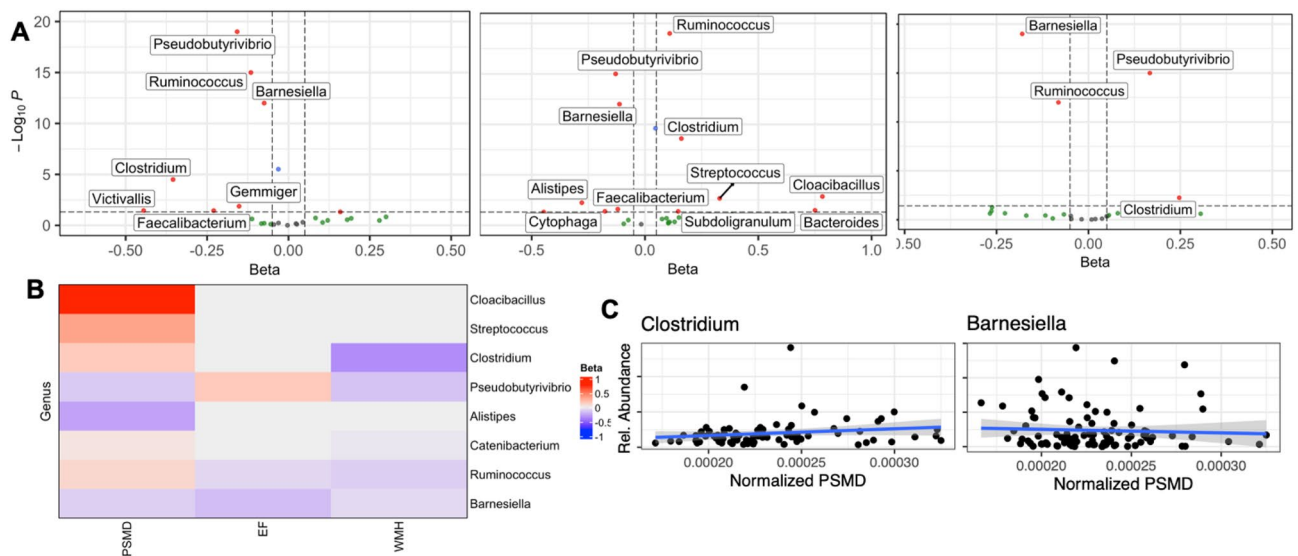 A
20
15
10
5
0
− Log10 P
Pseudobutyrivibrio
Ruminococcus
Barnesiella
Clostridium
Victivallis
Gemmiger
Faecalibacterium
-0.50
-0.25
0.00
0.25
0.50
Beta
Ruminococcus
Pseudobutyrivibrio
Barnesiella
Clostridium
Streptococcus
Alistipes
Faecalibacterium
Cloacibacillus
Cytophaga
Subdoligranulum
Bacteroides
-0.5
0.0
0.5
1.0
Beta
Barnesiella
Pseudobutyrivibrio
Ruminococcus
Clostridium
).50
-0.25
0.00
0.25
0.50
Beta
B
Genus
Cloacibacillus
Streptococcus
Clostridium
Pseudobutyrivibrio
Alistipes
Catenibacterium
Ruminococcus
Barnesiella
PSMD
EF
WMH
Beta
1
0.5
0
-0.5
-1
C
Clostridium
Rel. Abundance
0.00020
0.00025
0.00030
Normalized PSMD
Barnesiella
0.00020
0.00025
0.00030
Normalized PSMD